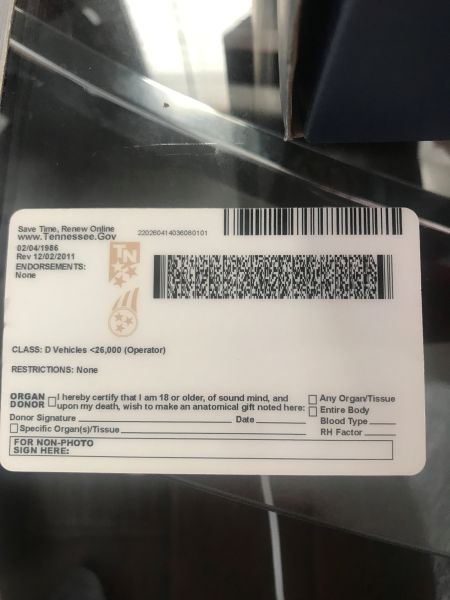 Save Time, Renew Online
www.Tennessee.Gov
220260414036080101
02/04/1986
Rev 12/02/2011
ENDORSEMENTS:
None
TN
CLASS: D Vehicles <26,000 (Operator)
RESTRICTIONS: None
ORGAN DONOR I hereby certify that I am 18 or older, of sound mind, and
upon my death, wish to make an anatomical gift noted here:
Any Organ/Tissue
Entire Body
Donor Signature Date Blood Type
Specific Organ(s)/Tissue RH Factor
FOR NON-PHOTO
SIGN HERE: